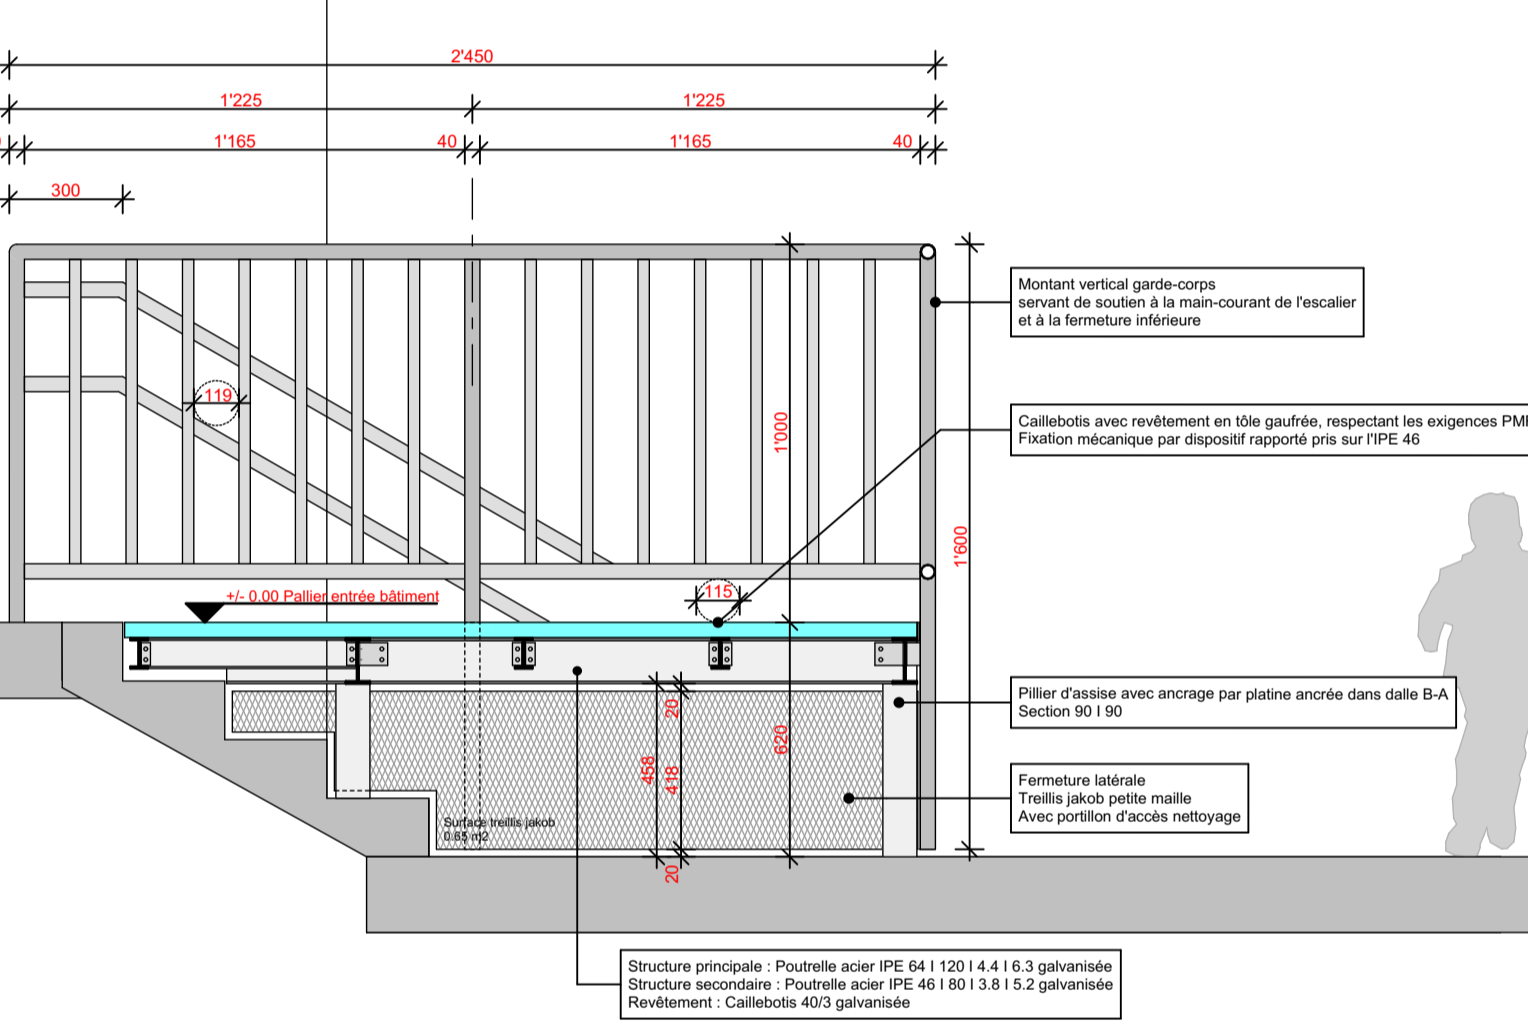 2'450
1'225
1'225
1'165
40
1'165
40
300
Montant vertical garde-corps
servant de soutien à la main-courant de l'escalier
et à la fermeture inférieure
119
1'000
Caillebotis avec revêtement en tôle gaufrée, respectant les exigences PM
Fixation mécanique par dispositif rapporté pris sur l'IPE 46
1'600
+/- 0.00 Pallier entrée bâtiment
115
Pillier d'assise avec ancrage par platine ancrée dans dalle B-A
Section 90 I 90
20
620
458
418
Fermeture latérale
Treillis jakob petite maille
Avec portillon d'accès nettoyage
Surface treillis jakob
0.65 m2
20
Structure principale : Poutrelle acier IPE 64 I 120 I 4.4 I 6.3 galvanisée
Structure secondaire : Poutrelle acier IPE 46 I 80 I 3.8 I 5.2 galvanisée
Revêtement : Caillebotis 40/3 galvanisée